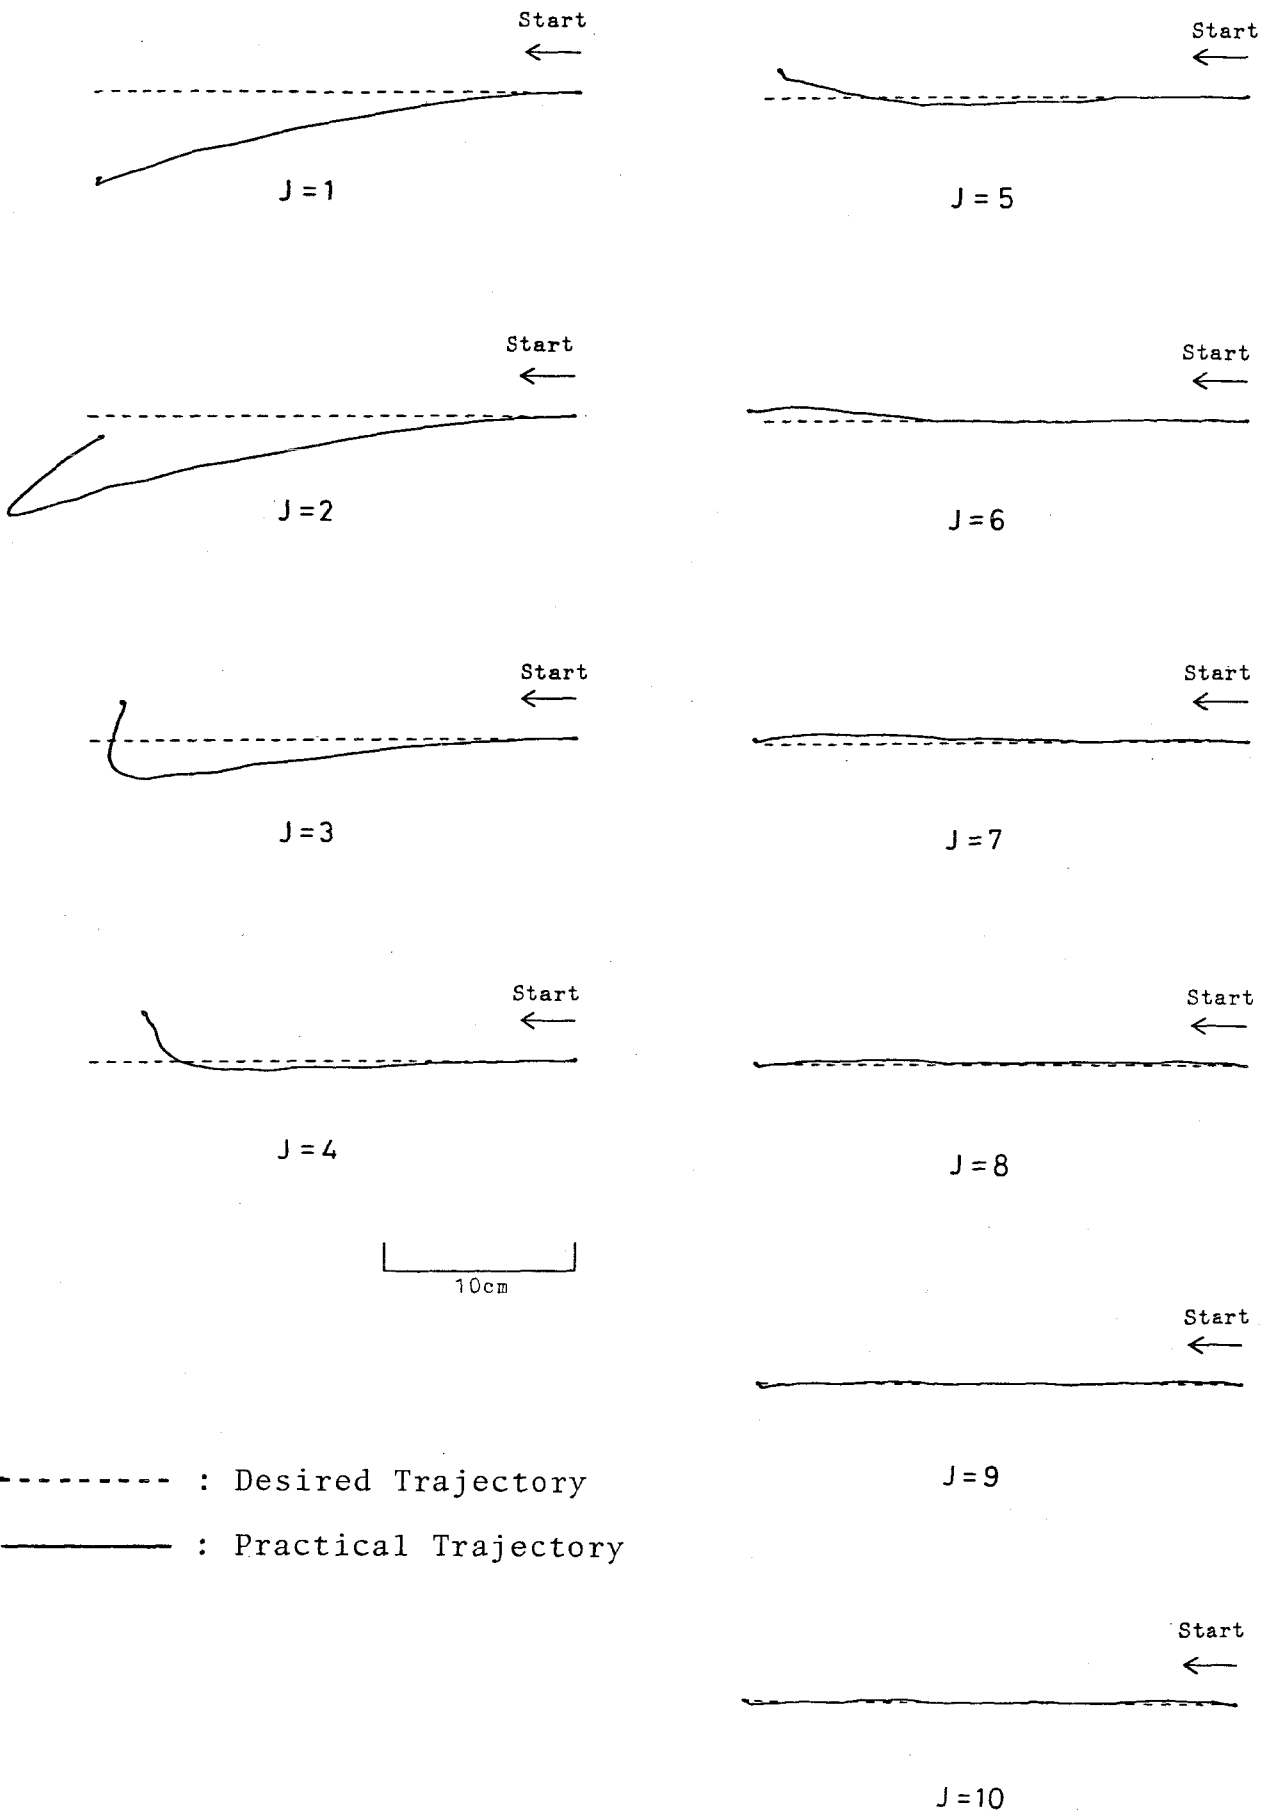 Start
J=1
Start
J=2
Start
J=3
Start
J=4
10cm
Start
J=5
Start
J=6
Start
J=7
Start
J=8
Start
J=9
Start
J=10
: Desired Trajectory
: Practical Trajectory